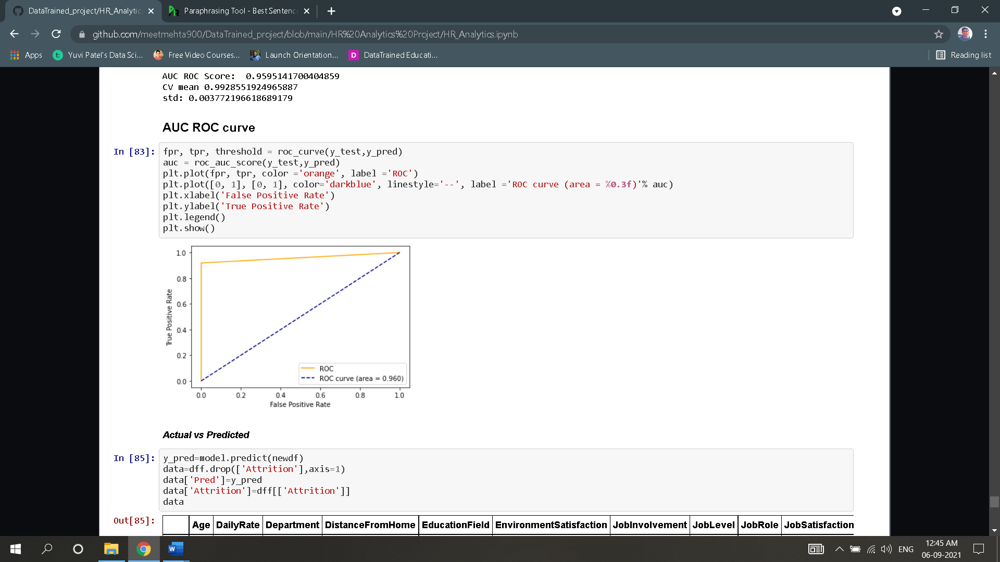 DataTrained_project/HR_Analytic
Paraphrasing Tool - Best Sentenc
github.com/meetmehta900/DataTrained_project/blob/main/HR%20Analytics%20Project/HR_Analytics.ipynb
Apps
Yuvi Patel's Data Sci...
Free Video Courses...
Launch Orientation...
D DataTrained Educati...
Reading list
AUC ROC Score:  0.9595141700404859
CV mean 0.9928551924965887
std: 0.003772196618689179
AUC ROC curve
In [83]:
fpr, tpr, threshold = roc_curve(y_test,y_pred)
auc = roc_auc_score(y_test,y_pred)
plt.plot(fpr, tpr, color ='orange', label ='ROC')
plt.plot([0, 1], [0, 1], color='darkblue', linestyle='--', label ='ROC curve (area = %0.3f)'% auc)
plt.xlabel('False Positive Rate')
plt.ylabel('True Positive Rate')
plt.legend()
plt.show()
1.0
0.8
0.6
0.4
0.2
0.0
True Positive Rate
ROC
ROC curve (area = 0.960)
0.0 0.2 0.4 0.6 0.8 1.0
False Positive Rate
Actual vs Predicted
In [85]:
y_pred=model.predict(newdf)
data=dff.drop(['Attrition'],axis=1)
data['Pred']=y_pred
data['Attrition']=dff[['Attrition']]
data
Out[85]:
Age DailyRate Department DistanceFromHome EducationField EnvironmentSatisfaction JobInvolvement JobLevel JobRole JobSatisfaction
ENG
12:45 AM
06-09-2021